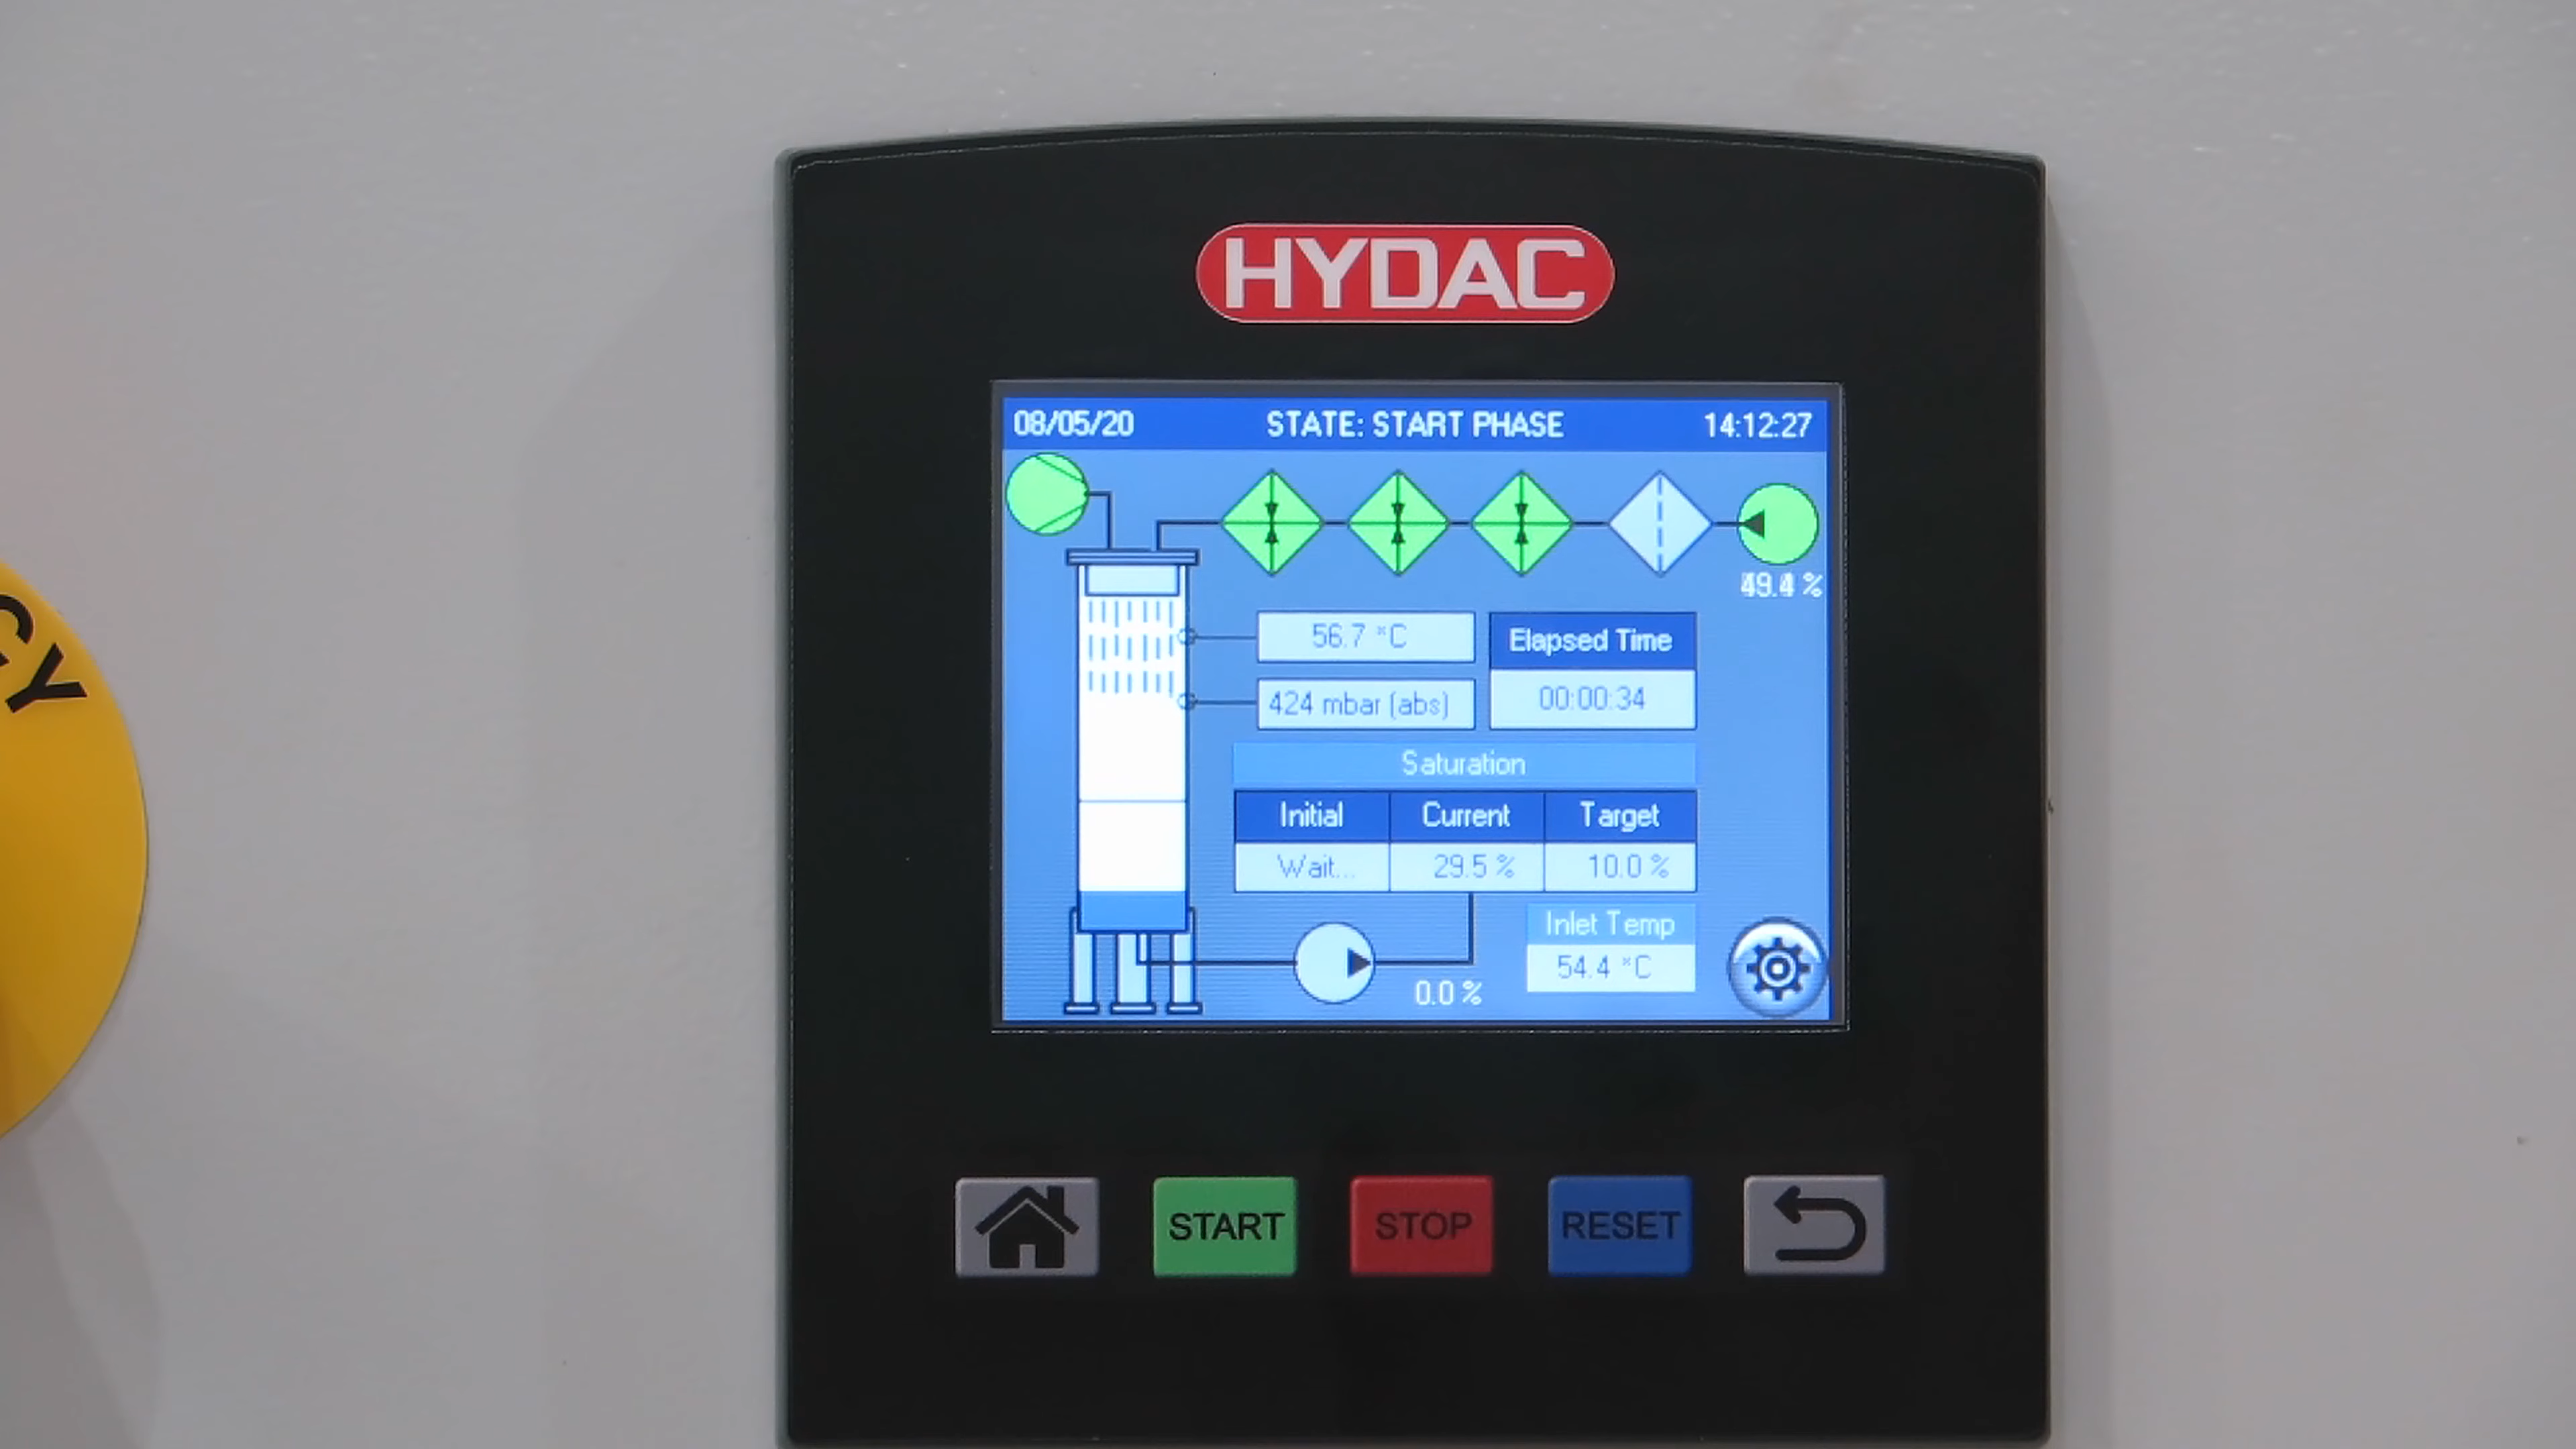 HYDAC
08/05/20 STATE: START PHASE 14:12:27
49.4 %
56.7 °C
Elapsed Time
424 mbar (abs)
00:00:34
Saturation
Initial Current Target
Wait... 29.5 % 10.0 %
Inlet Temp
54.4 °C
0.0 %
START STOP RESET
CY